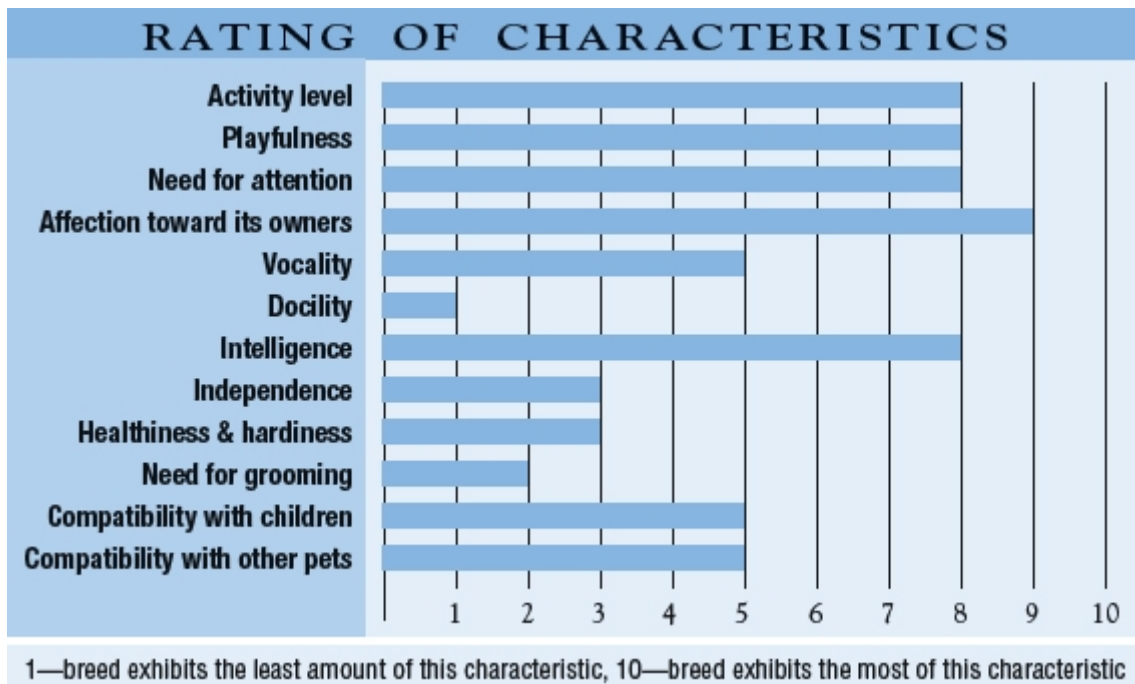 RATING OF CHARACTERISTICS
Activity level
Playfulness
Need for attention
Affection toward its owners
Vocality
Docility
Intelligence
Independence
Healthiness & hardiness
Need for grooming
Compatibility with children
Compatibility with other pets
1 2 3 4 5 6 7 8 9 10
1—breed exhibits the least amount of this characteristic, 10—breed exhibits the most of this characteristic